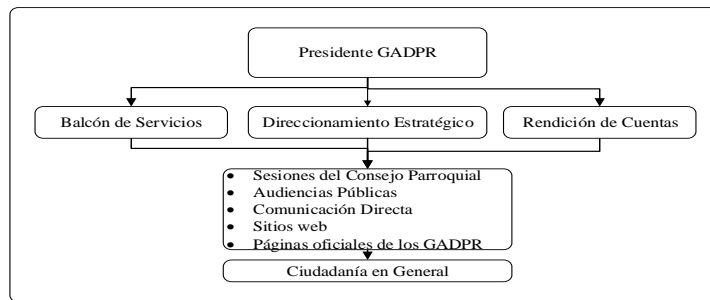 Presidente GADPR
Balcón de Servicios
Direccionamiento Estratégico
Rendición de Cuentas
• Sesiones del Consejo Parroquial
• Audiencias Públicas
• Comunicación Directa
• Sitios web
• Páginas oficiales de los GADPR
Ciudadanía en General